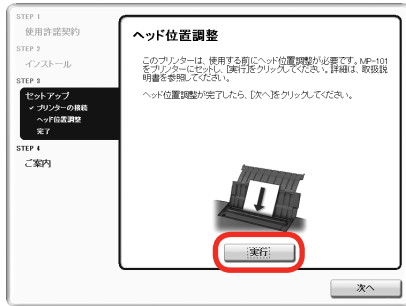 STEP 1
使用許諾契約
STEP 2
インストール
STEP 3
セットアップ
✓ プリンターの接続
ヘッド位置調整
完了
STEP 4
ご案内
ヘッド位置調整
このプリンターは、使用する前にヘッド位置調整が必要です。MP-101
をプリンターにセットし、[実行]をクリックしてください。詳細は、取扱説
明書を参照してください。
ヘッド位置調整が完了したら、[次へ]をクリックしてください。
実行
次へ